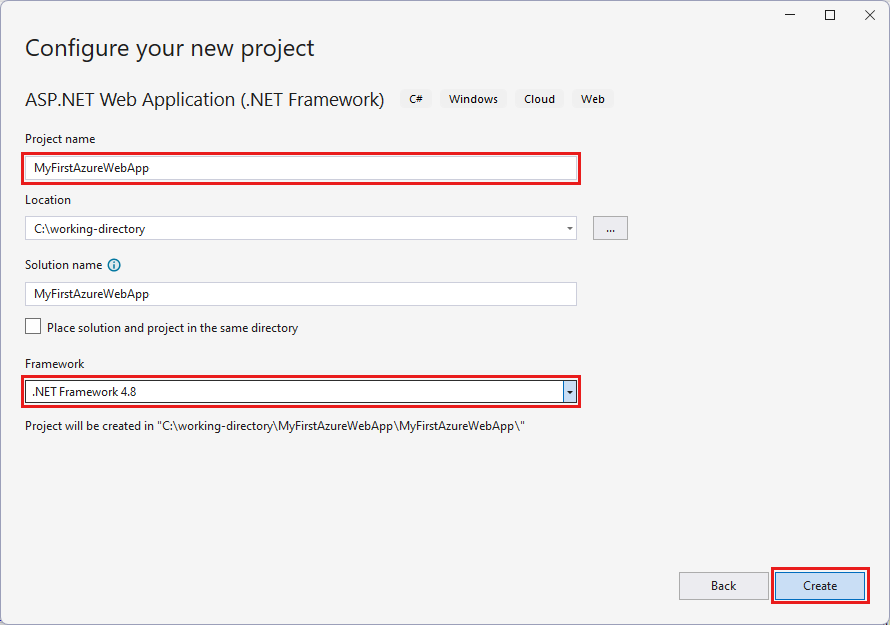 Configure your new project
ASP.NET Web Application (.NET Framework) C# Windows Cloud Web
Project name
MyFirstAzureWebApp
Location
C:\working-directory
...
Solution name
MyFirstAzureWebApp
Place solution and project in the same directory
Framework
.NET Framework 4.8
Project will be created in "C:\working-directory\MyFirstAzureWebApp\MyFirstAzureWebApp\"
Back Create